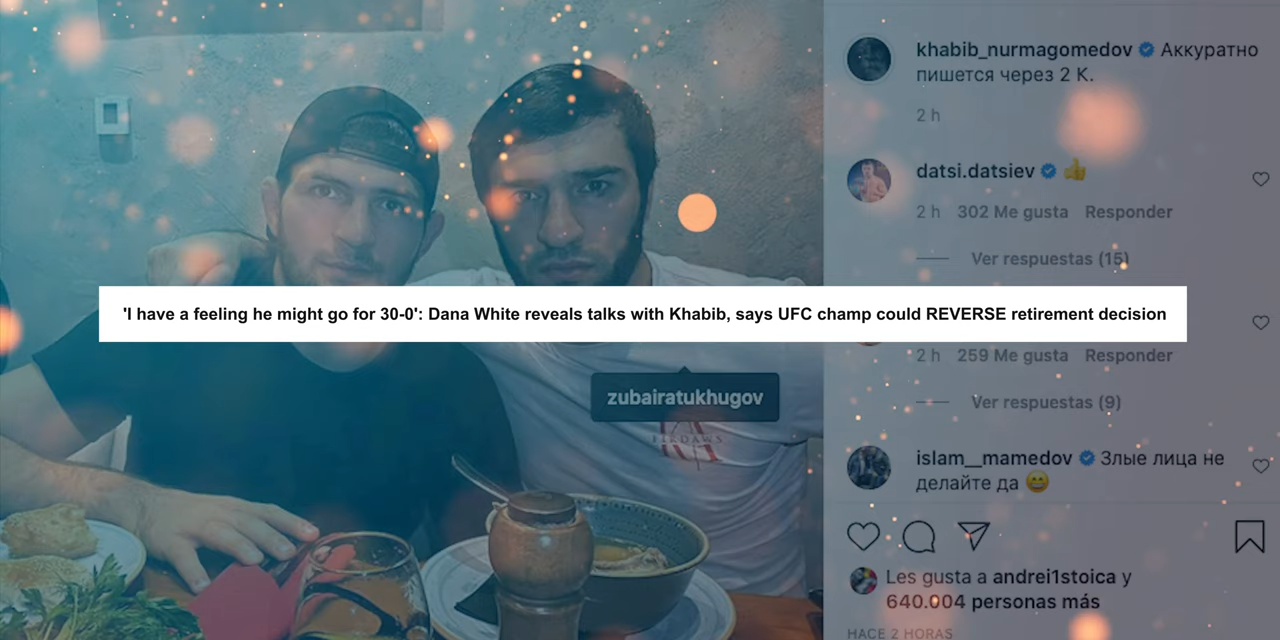 khabib_nurmagomedov Аккуратно
пишется через 2 К.
2 h
datsi.datsiev 👍
2 h 302 Me gusta Responder
Ver respuestas (15)
'I have a feeling he might go for 30-0': Dana White reveals talks with Khabib, says UFC champ could REVERSE retirement decision
2 h 259 Me gusta Responder
zubairatukhugov
Ver respuestas (9)
islam__mamedov Злые лица не
делайте да 😄
Les gusta a andrei1stoica y
640.004 personas más
HACE 2 HORAS